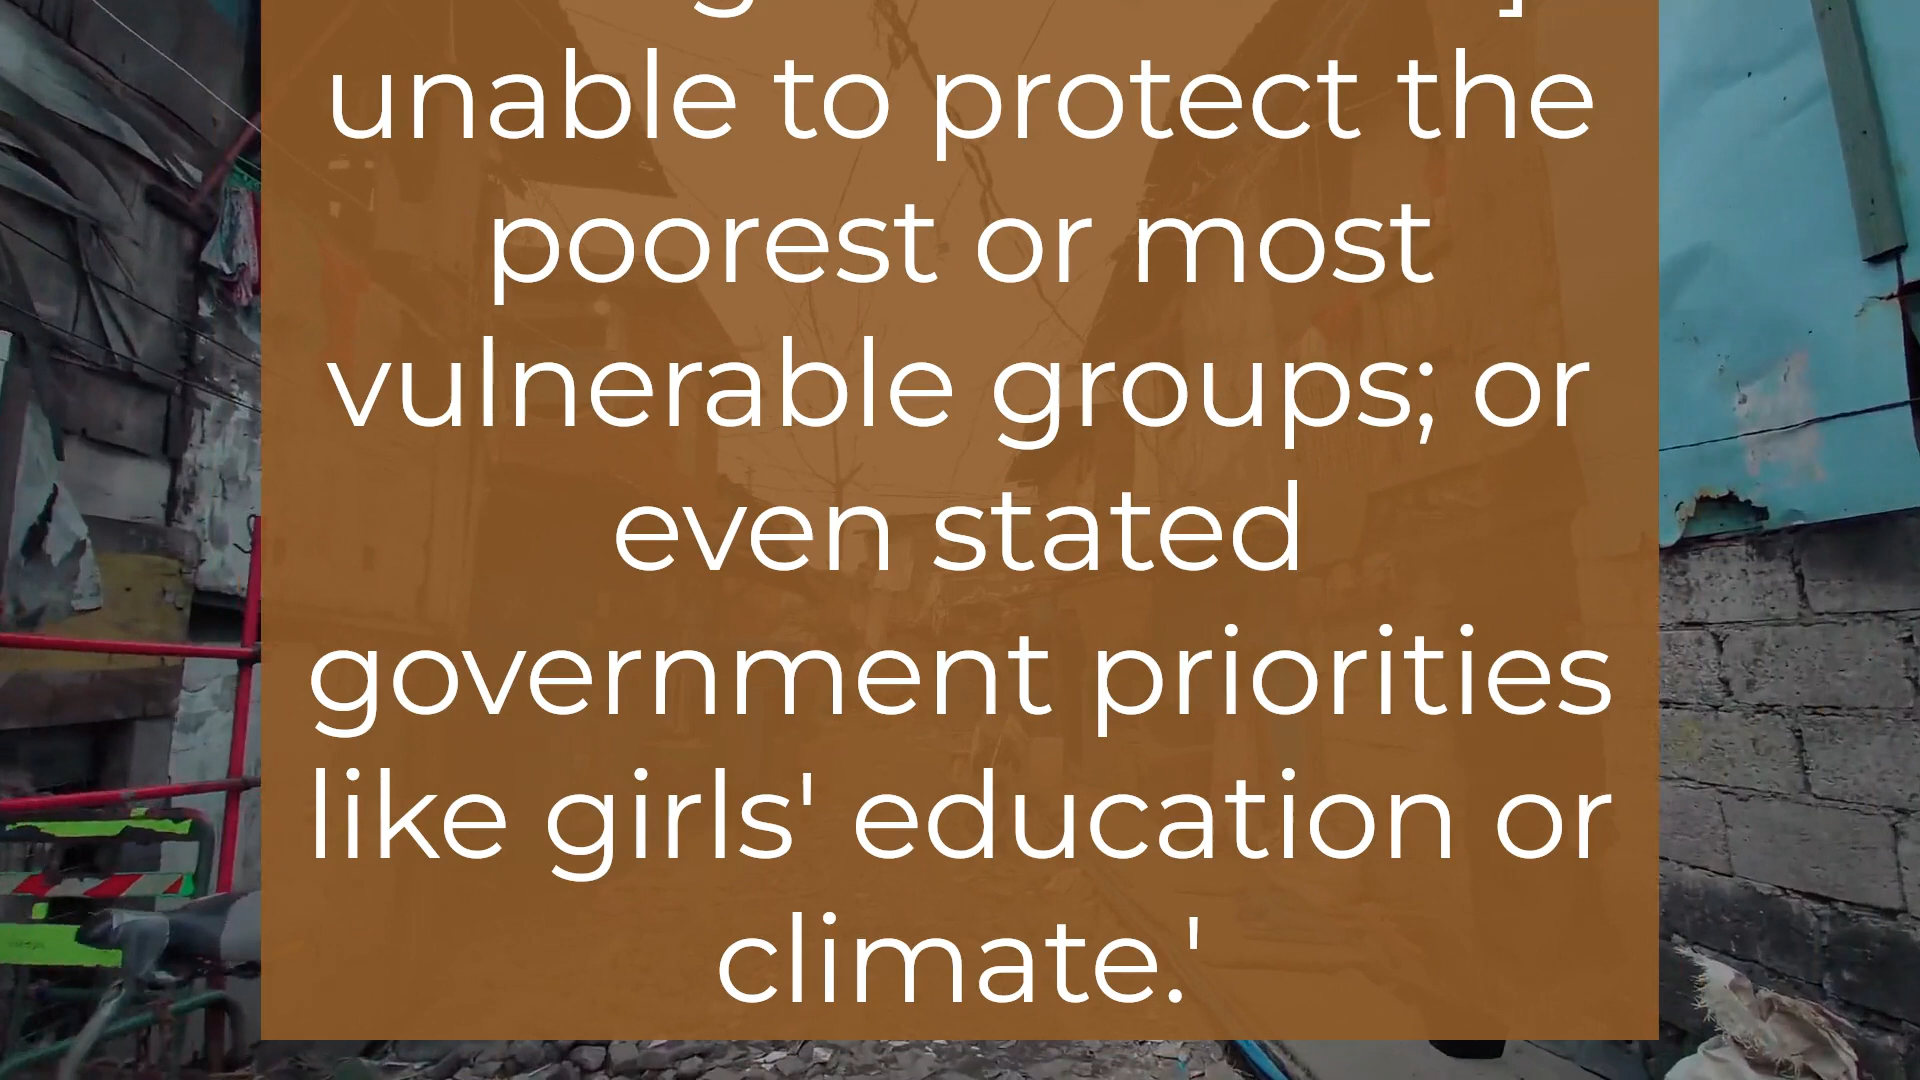 unable to protect the
poorest or most
vulnerable groups; or
even stated
government priorities
like girls' education or
climate.'